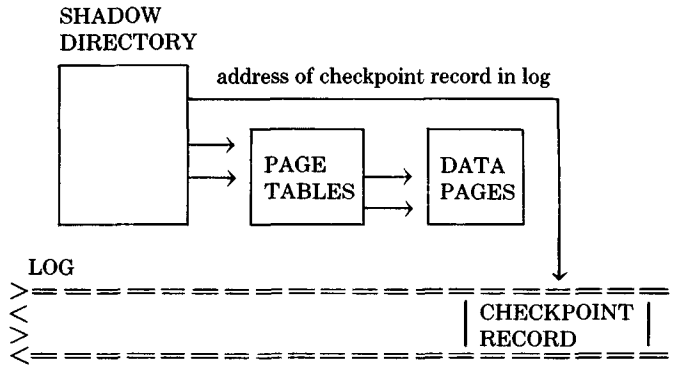 SHADOW
DIRECTORY
address of checkpoint record in log
PAGE
TABLES
DATA
PAGES
LOG
CHECKPOINT
RECORD